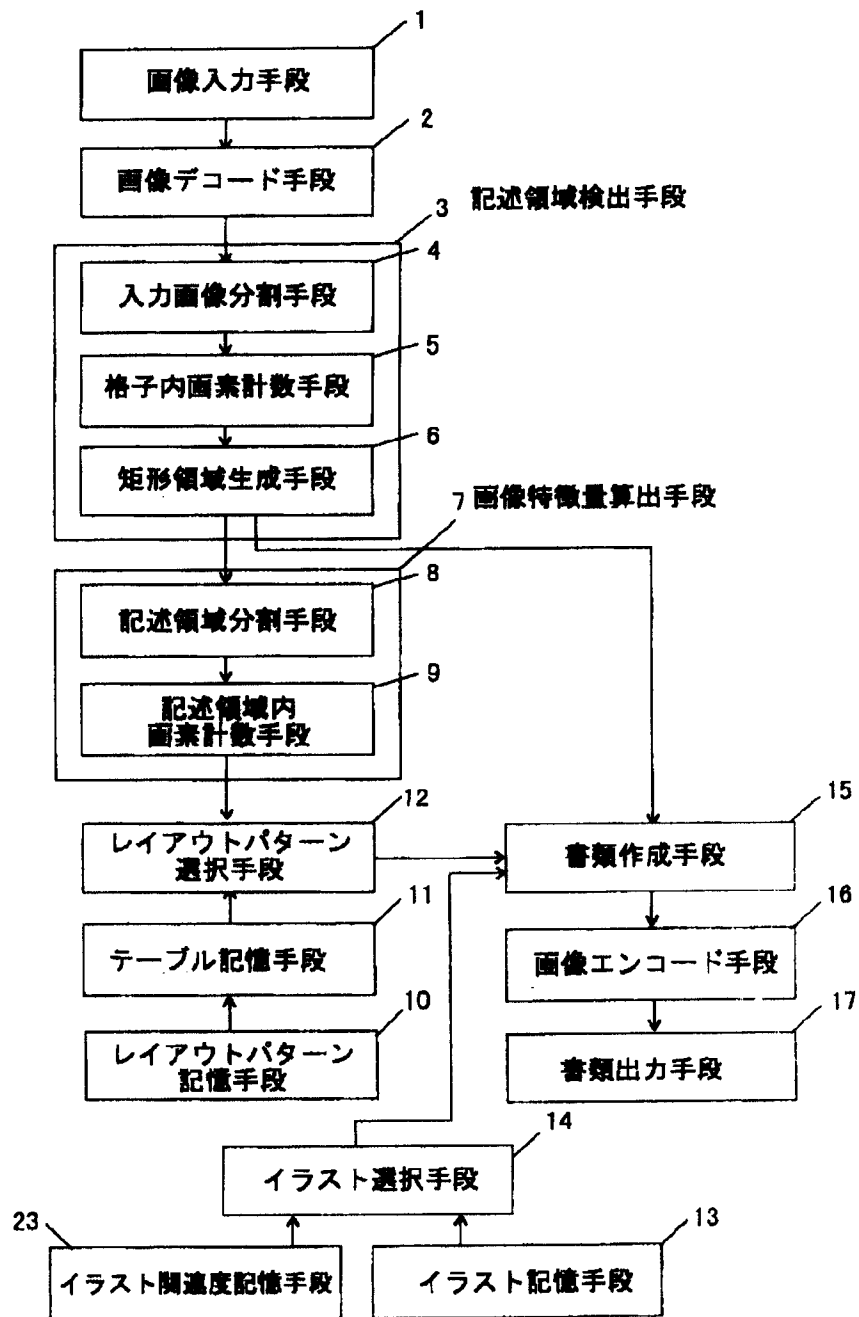 1
画像入力手段
2
画像デコード手段
3 記述領域検出手段
4
入力画像分割手段
5
格子内画素計数手段
6
矩形領域生成手段
7 画像特徴量算出手段
8
記述領域分割手段
9
記述領域内
画素計数手段
12
レイアウトパターン
選択手段
15
書類作成手段
11
テーブル記憶手段
16
画像エンコード手段
10
レイアウトパターン
記憶手段
17
書類出力手段
14
イラスト選択手段
23
イラスト関連度記憶手段
13
イラスト記憶手段